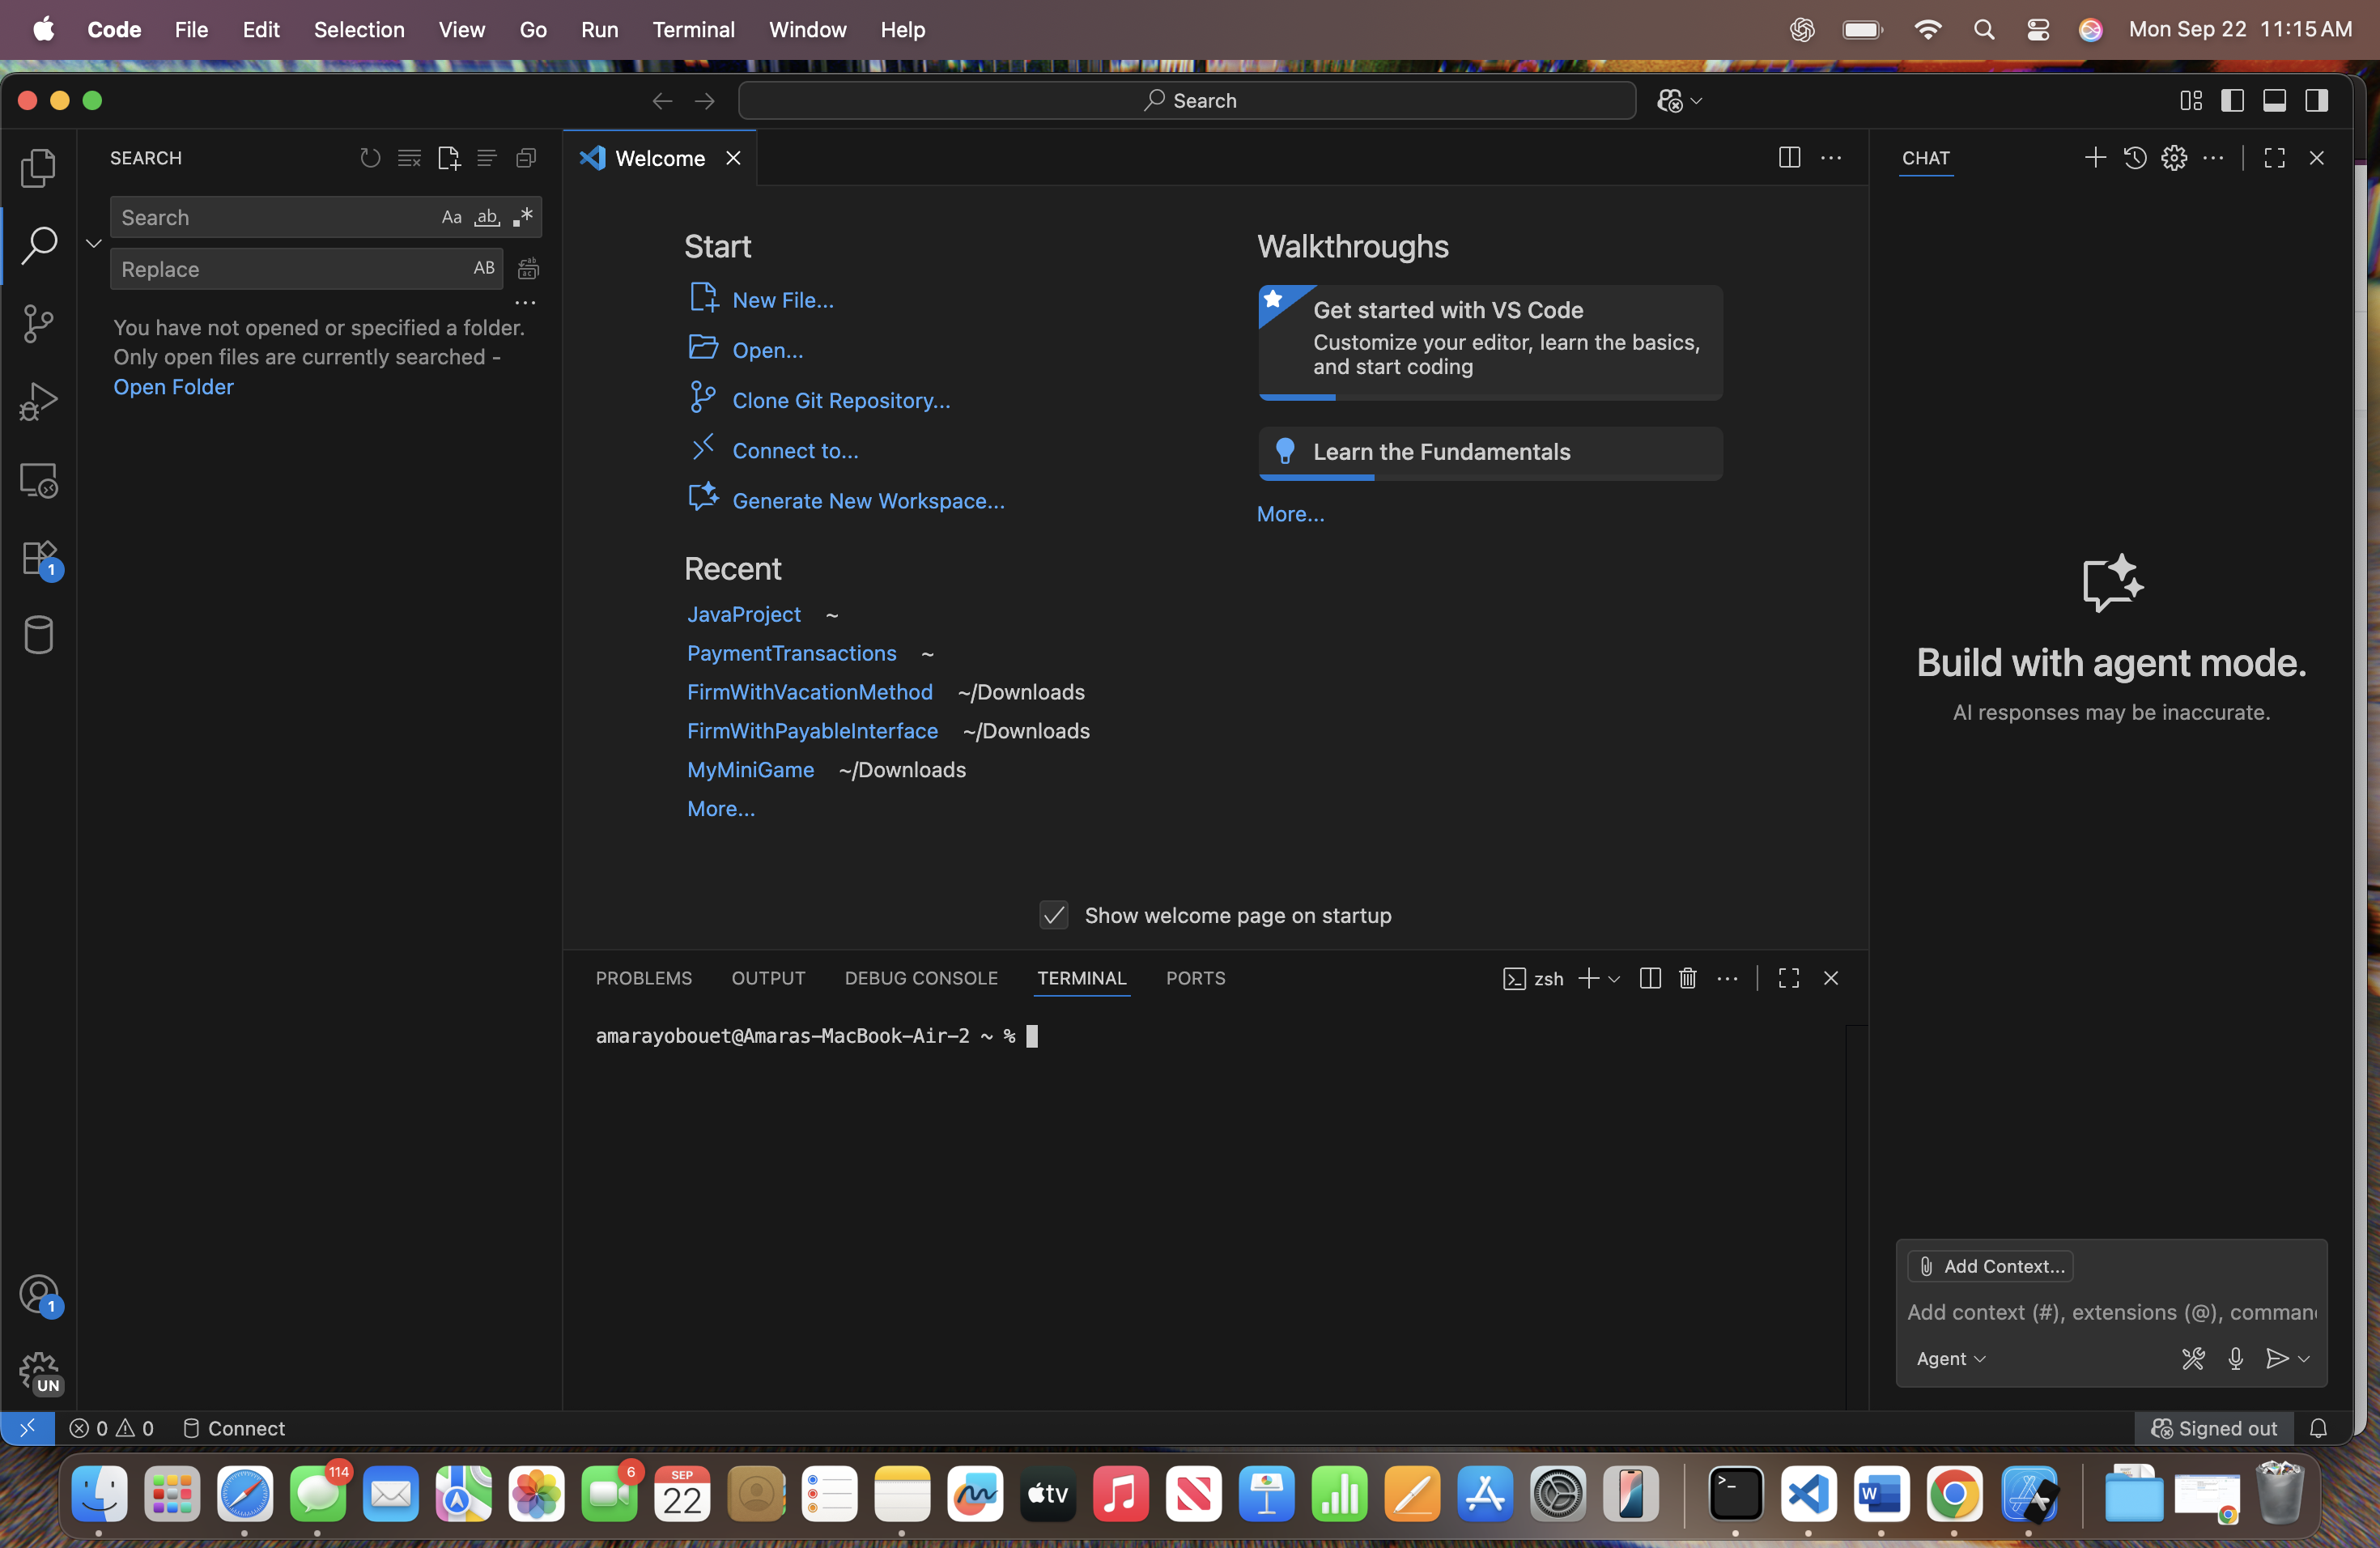 Code File Edit Selection View Go Run Terminal Window Help Mon Sep 22 11:15 AM
Search
SEARCH
Search Aa ab
Replace AB
You have not opened or specified a folder.
Only open files are currently searched -
Open Folder
Welcome
Start
New File...
Open...
Clone Git Repository...
Connect to...
Generate New Workspace...
Recent
JavaProject ~
PaymentTransactions ~
FirmWithVacationMethod ~/Downloads
FirmWithPayableInterface ~/Downloads
MyMiniGame ~/Downloads
More...
Walkthroughs
Get started with VS Code
Customize your editor, learn the basics,
and start coding
Learn the Fundamentals
More...
Show welcome page on startup
PROBLEMS OUTPUT DEBUG CONSOLE TERMINAL PORTS zsh
amarayobouet@Amaras-MacBook-Air-2 ~ %
CHAT
Build with agent mode.
AI responses may be inaccurate.
Add Context...
Add context (#), extensions (@), comman
Agent
1
1
UN
0 0 Connect Signed out
114 6 SEP 22 tv W